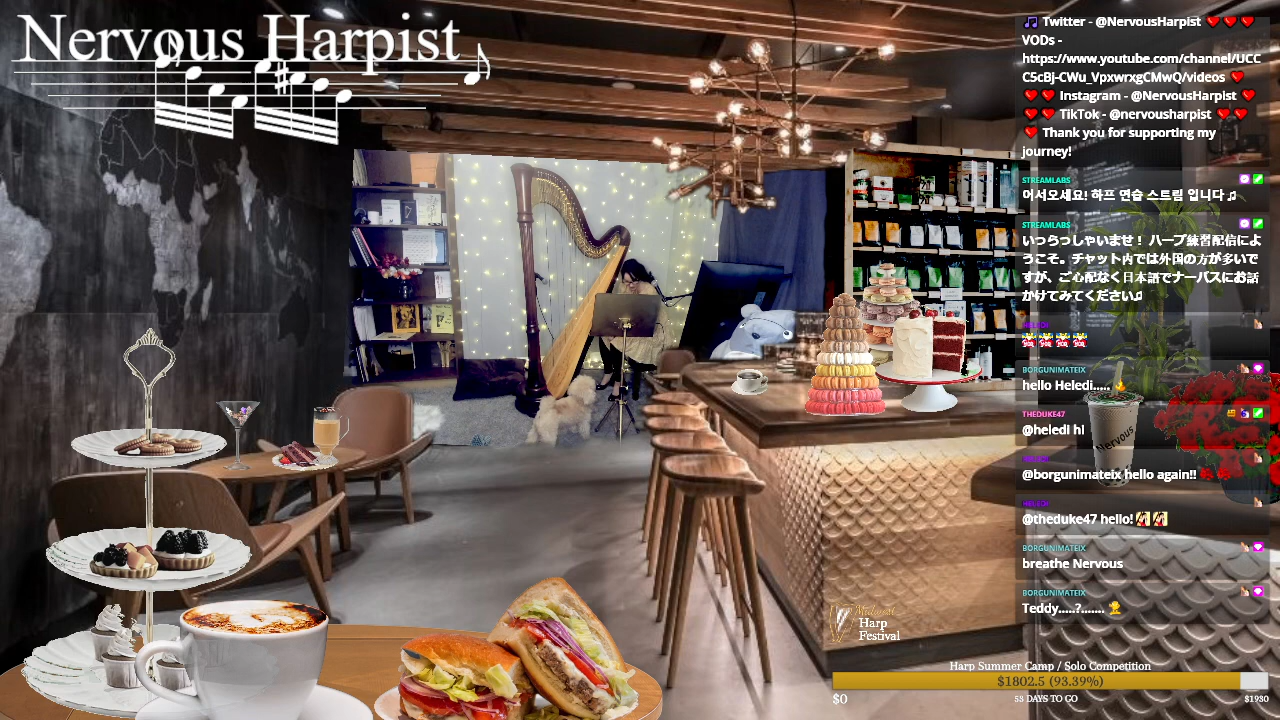 Nervous Harpist
Twitter - @NervousHarpist
VODs -
https://www.youtube.com/channel/UCC
C5cBj-CWu_VpxwrxgCMwQ/videos
Instagram - @NervousHarpist
TikTok - @nervousharpist
Thank you for supporting my
journey!
STREAMLABS
어서오세요! 하프 연습 스트림 입니다 ♫
STREAMLABS
いらっしゃいませ！ ハープ練習配信によ
うこそ。チャット内では外国の方が多いで
すが、ご心配なく日本語でナーバスにお話
かけてみてください♫
HELEDI
BORGUNIMATEIX
hello Heledi.....
THEDUKE47
@heledi hi
HELEDI
@borgunimateix hello again!!
HELEDI
@theduke47 hello!
BORGUNIMATEIX
breathe Nervous
BORGUNIMATEIX
Teddy.....?.......
Nervous
Midwest
Harp
Festival
Harp Summer Camp / Solo Competition
$1802.5 (93.39%)
$0
53 DAYS TO GO
$1930